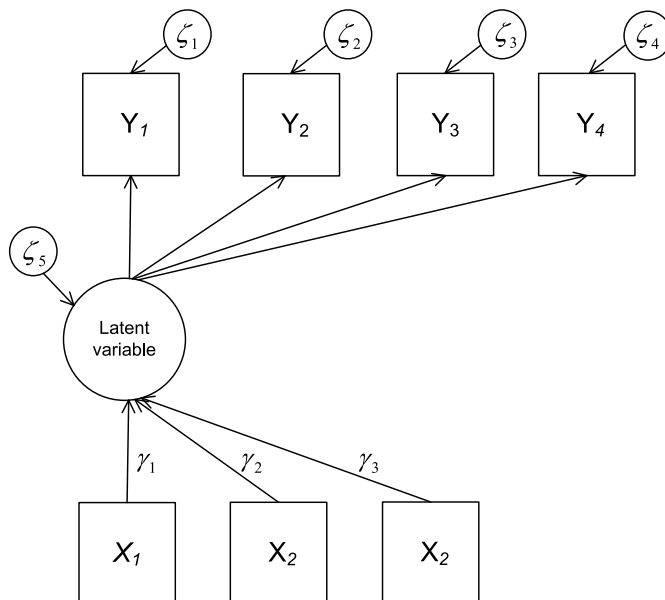 ζ₁ ζ₂ ζ₃ ζ₄
Y₁ Y₂ Y₃ Y₄
ζ₅
Latent
variable
γ₁ γ₂ γ₃
X₁ X₂ X₂